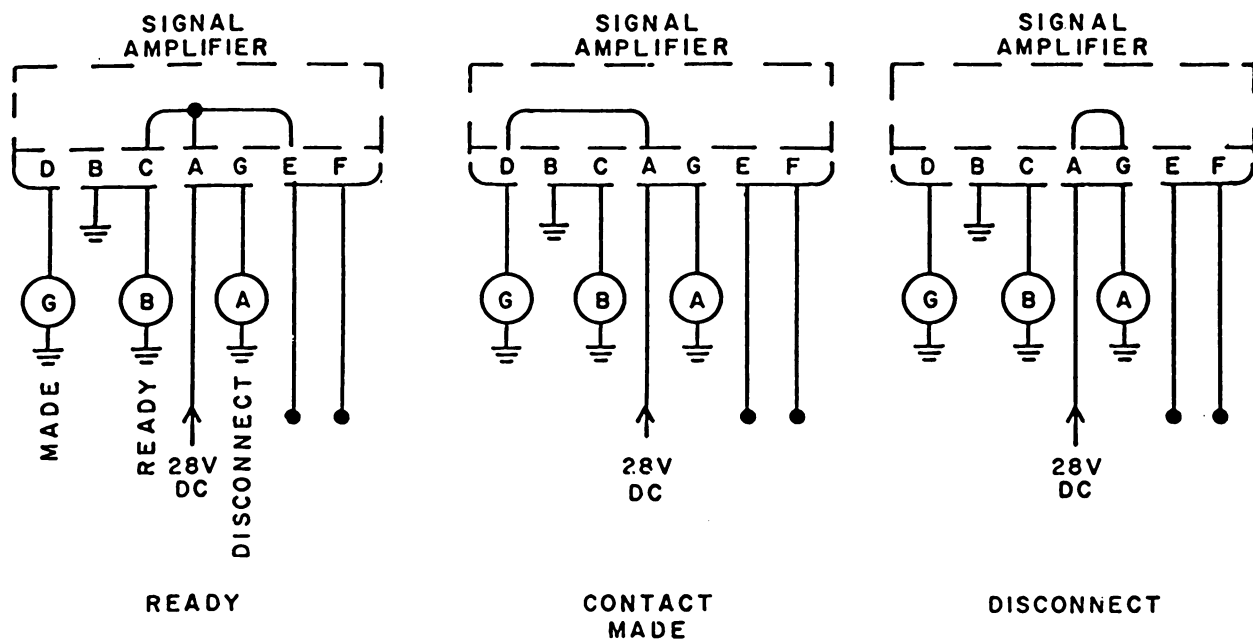 SIGNAL
AMPLIFIER
D B C A G E F
G B A
MADE
READY
28V
DC
DISCONNECT
READY
SIGNAL
AMPLIFIER
D B C A G E F
G B A
28V
DC
CONTACT
MADE
SIGNAL
AMPLIFIER
D B C A G E F
G B A
28V
DC
DISCONNECT